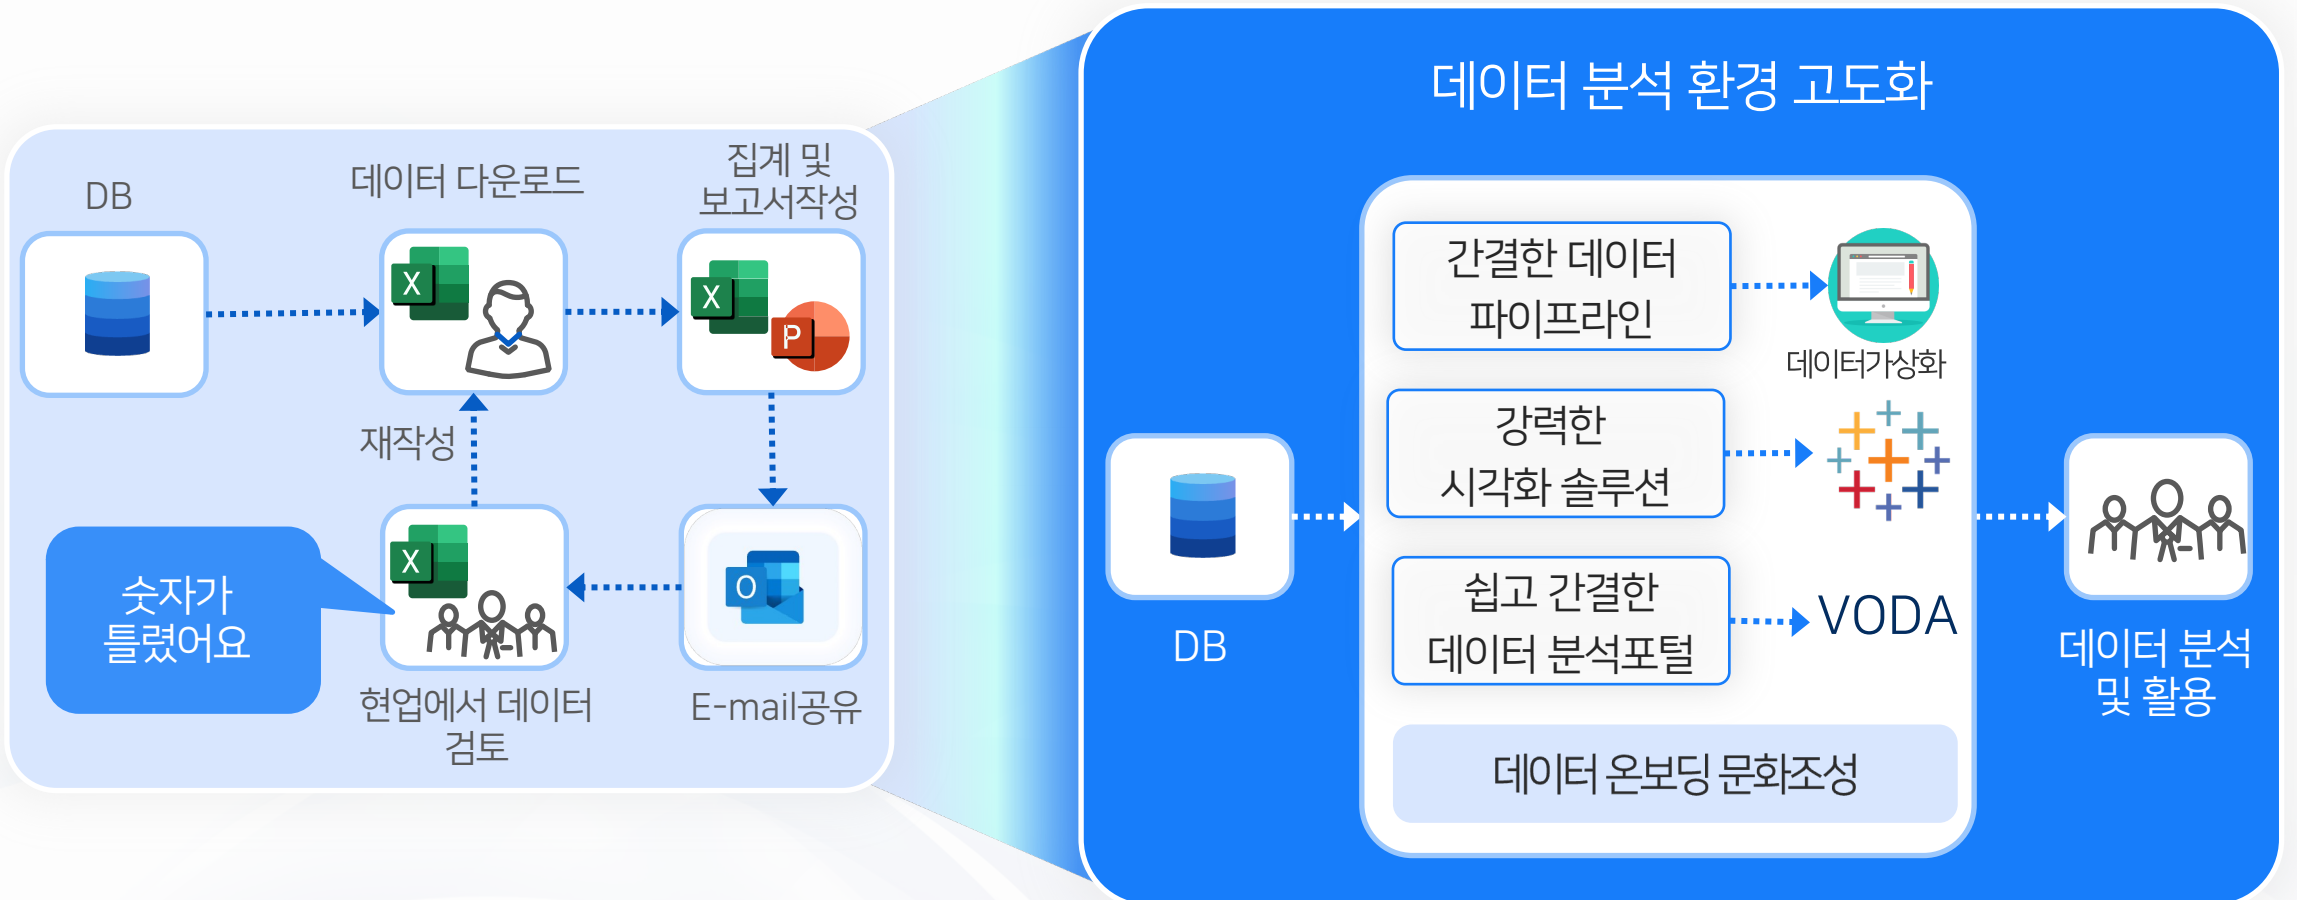 데이터 분석 환경 고도화
DB
데이터 다운로드
집계 및
보고서작성
X
X
P
재작성
숫자가
틀렸어요
X
O
현업에서 데이터
검토
E-mail공유
DB
간결한 데이터
파이프라인
데이터가상화
강력한
시각화 솔루션
쉽고 간결한
데이터 분석포털
VODA
데이터 온보딩 문화조성
데이터 분석
및 활용